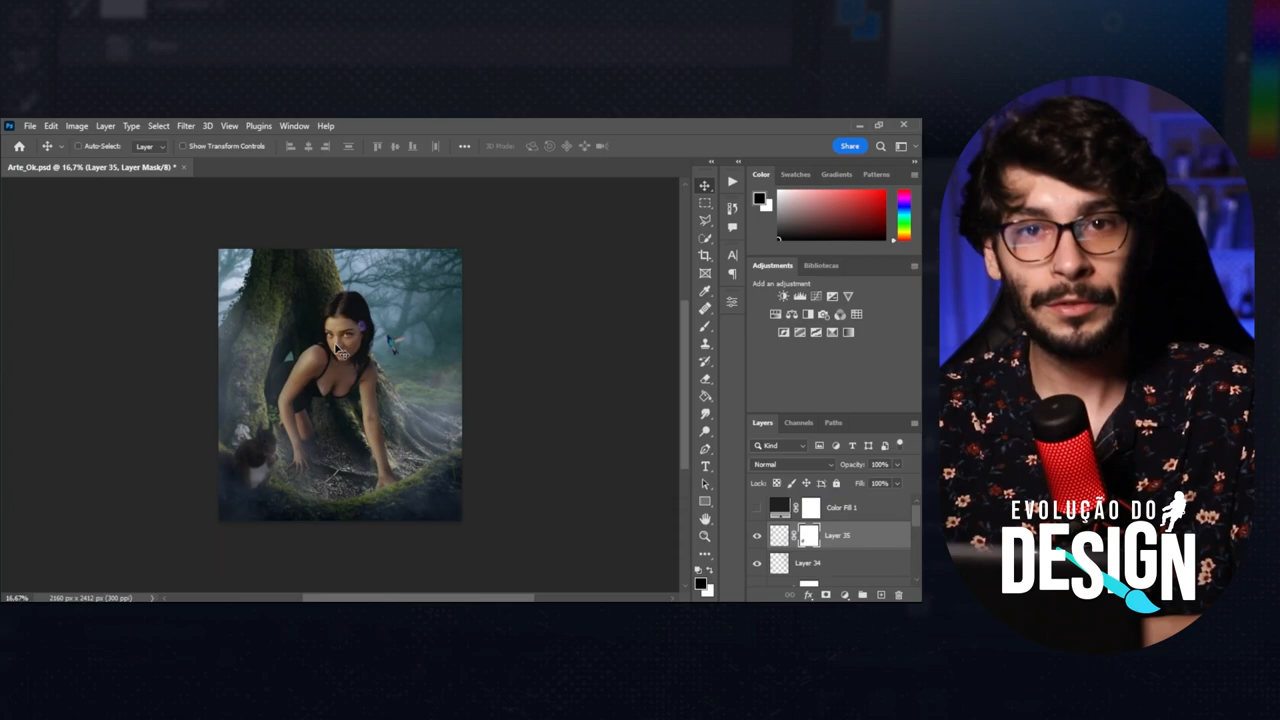 Ps File Edit Image Layer Type Select Filter 3D View Plugins Window Help
Auto-Select: Layer Show Transform Controls 3D Mode: Share
Arte_Ok.psd @ 16,7% (Layer 35, Layer Mask/8) *
Color Swatches Gradients Patterns
Adjustments Bibliotecas
Add an adjustment
Layers Channels Paths
Kind
Normal Opacity: 100%
Lock: Fill: 100%
Color Fill 1
Layer 35
Layer 34
16,67% 2160 px x 2412 px (300 ppi)
EVOLUÇÃO DO
DESIGN